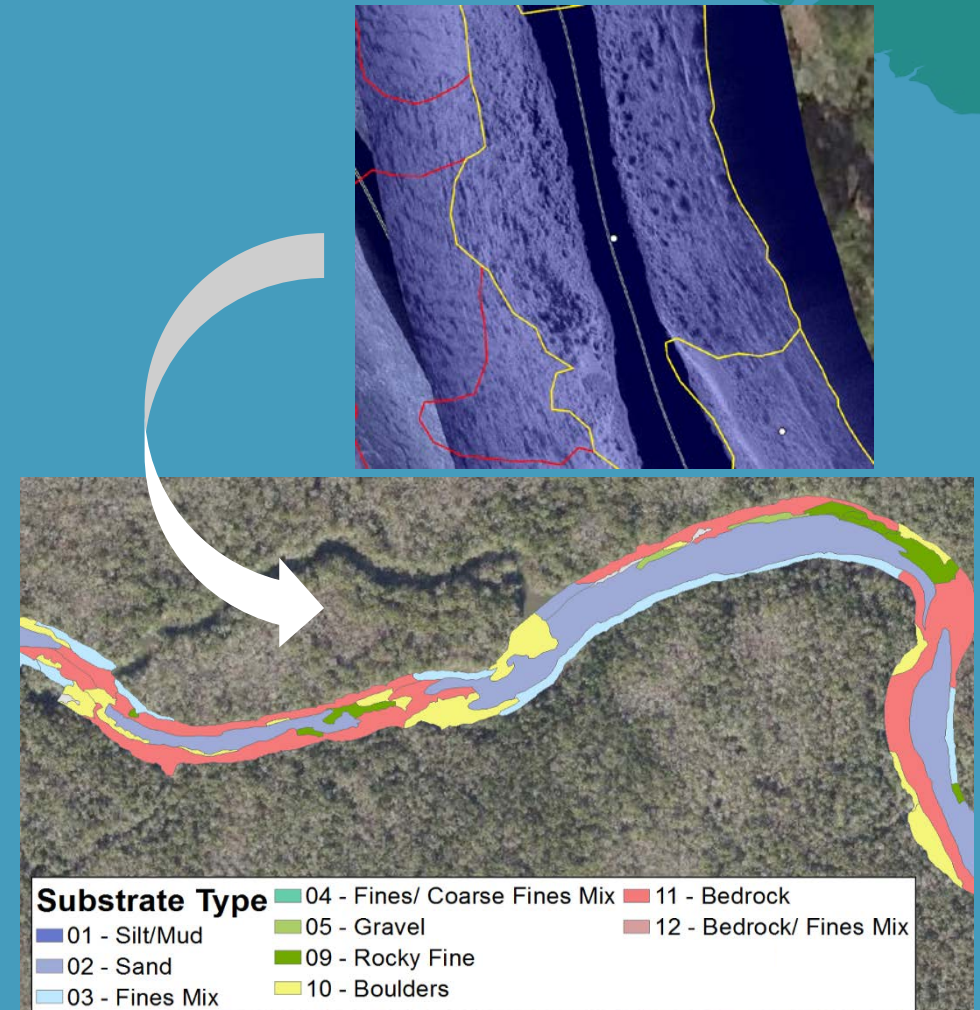 Substrate Type
01 - Silt/Mud
02 - Sand
03 - Fines Mix
04 - Fines/ Coarse Fines Mix
05 - Gravel
09 - Rocky Fine
10 - Boulders
11 - Bedrock
12 - Bedrock/ Fines Mix